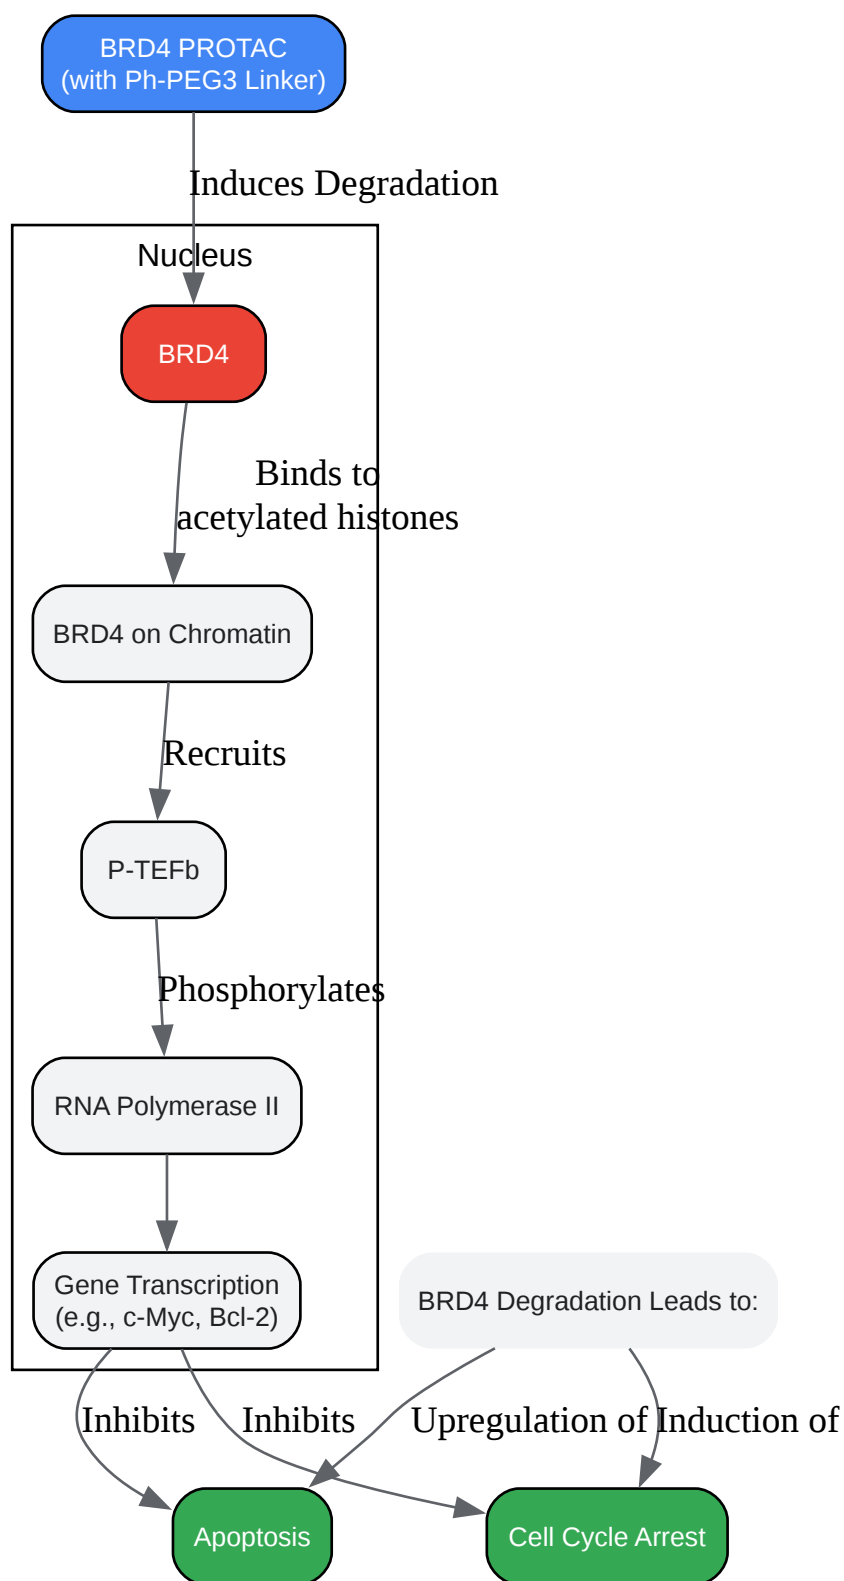 BRD4 PROTAC
(with Ph-PEG3 Linker)
Induces Degradation
Nucleus
BRD4
Binds to
acetylated histones
BRD4 on Chromatin
Recruits
P-TEFb
Phosphorylates
RNA Polymerase II
Gene Transcription
(e.g., c-Myc, Bcl-2)
BRD4 Degradation Leads to:
Inhibits
Inhibits
Upregulation of
Induction of
Apoptosis
Cell Cycle Arrest